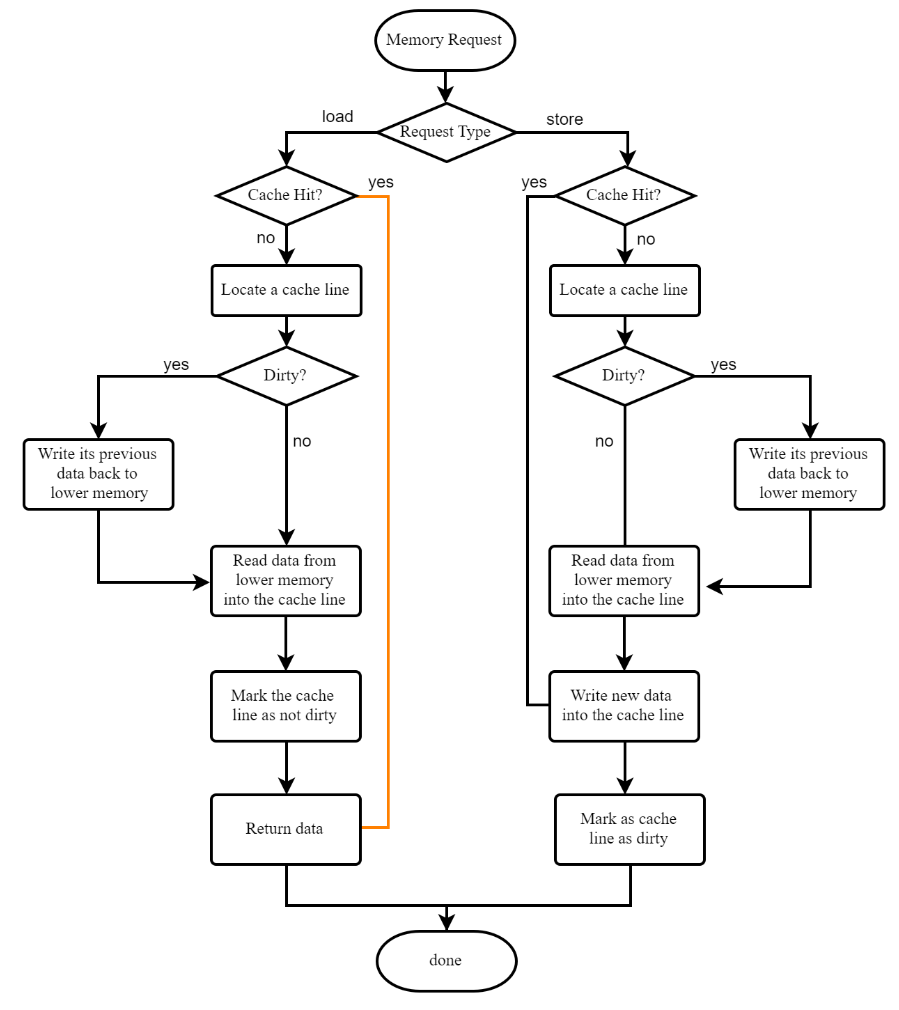 Memory Request
load
Request Type
store
Cache Hit?
yes
yes
Cache Hit?
no
no
Locate a cache line
Locate a cache line
yes
Dirty?
Dirty?
yes
no
no
Write its previous
data back to
lower memory
Write its previous
data back to
lower memory
Read data from
lower memory
into the cache line
Read data from
lower memory
into the cache line
Mark the cache
line as not dirty
Write new data
into the cache line
Return data
Mark as cache
line as dirty
done